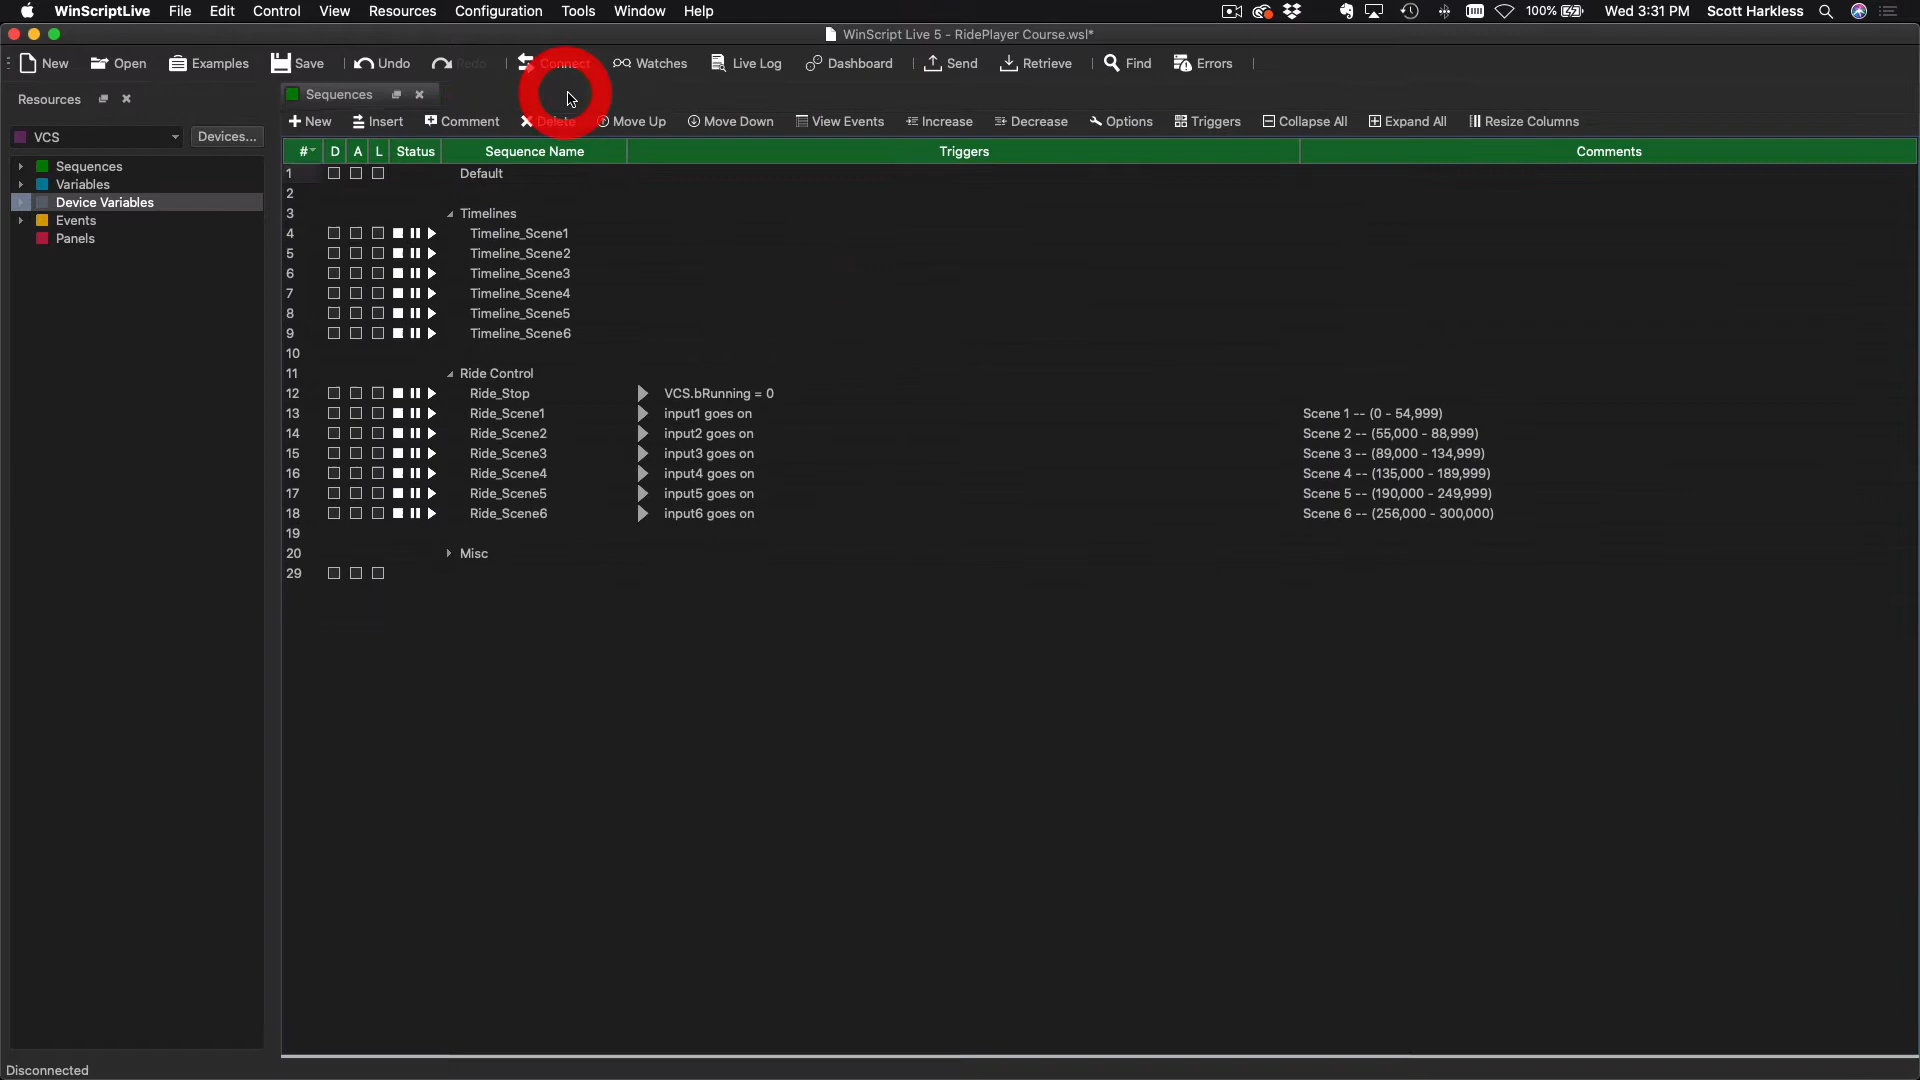 WinScriptLive File Edit Control View Resources Configuration Tools Window Help 100% Wed 3:31 PM Scott Harkless
WinScript Live 5 - RidePlayer Course.wsl*
New Open Examples Save Undo Redo Connect Watches Live Log Dashboard Send Retrieve Find Errors
Resources
Sequences
New Insert Comment Delete Move Up Move Down View Events Increase Decrease Options Triggers Collapse All Expand All Resize Columns
VCS Devices...
Sequences
Variables
Device Variables
Events
Panels
# D A L Status Sequence Name Triggers Comments
1 Default
2
3 Timelines
4 Timeline_Scene1
5 Timeline_Scene2
6 Timeline_Scene3
7 Timeline_Scene4
8 Timeline_Scene5
9 Timeline_Scene6
10
11 Ride Control
12 Ride_Stop VCS.bRunning = 0
13 Ride_Scene1 input1 goes on Scene 1 -- (0 - 54,999)
14 Ride_Scene2 input2 goes on Scene 2 -- (55,000 - 88,999)
15 Ride_Scene3 input3 goes on Scene 3 -- (89,000 - 134,999)
16 Ride_Scene4 input4 goes on Scene 4 -- (135,000 - 189,999)
17 Ride_Scene5 input5 goes on Scene 5 -- (190,000 - 249,999)
18 Ride_Scene6 input6 goes on Scene 6 -- (256,000 - 300,000)
19
20 Misc
29
Disconnected